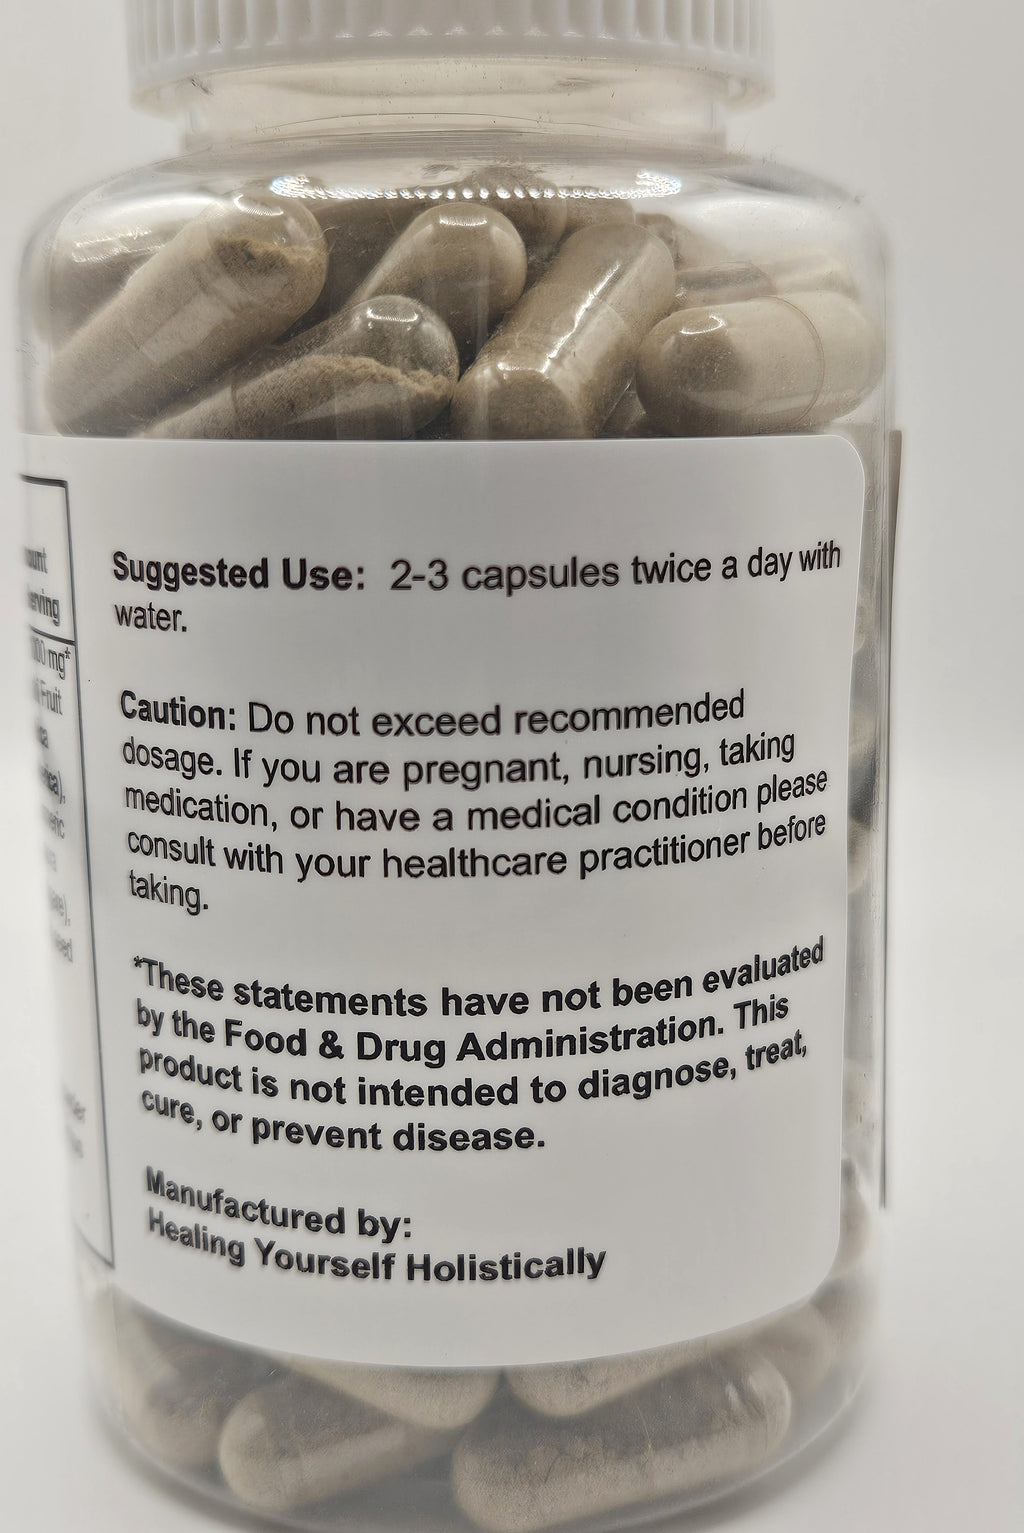 mg*
Fruit
Suggested Use: 2-3 capsules twice a day with
water.
Caution: Do not exceed recommended
dosage. If you are pregnant, nursing, taking
medication, or have a medical condition please
consult with your healthcare practitioner before
taking.
*These statements have not been evaluated
by the Food & Drug Administration. This
product is not intended to diagnose, treat,
cure, or prevent disease.
Manufactured by:
Healing Yourself Holistically